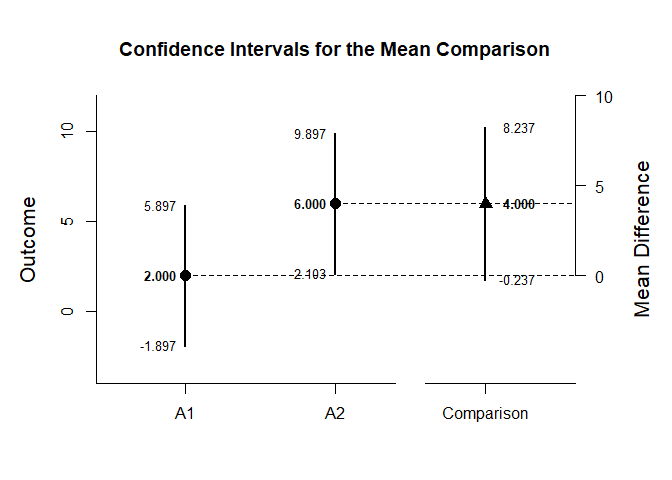 Confidence Intervals for the Mean Comparison
Outcome
10
5
0
5.897
2.000
-1.897
9.897
6.000
2.103
8.237
4.000
-0.237
10
5
0
Mean Difference
A1
A2
Comparison